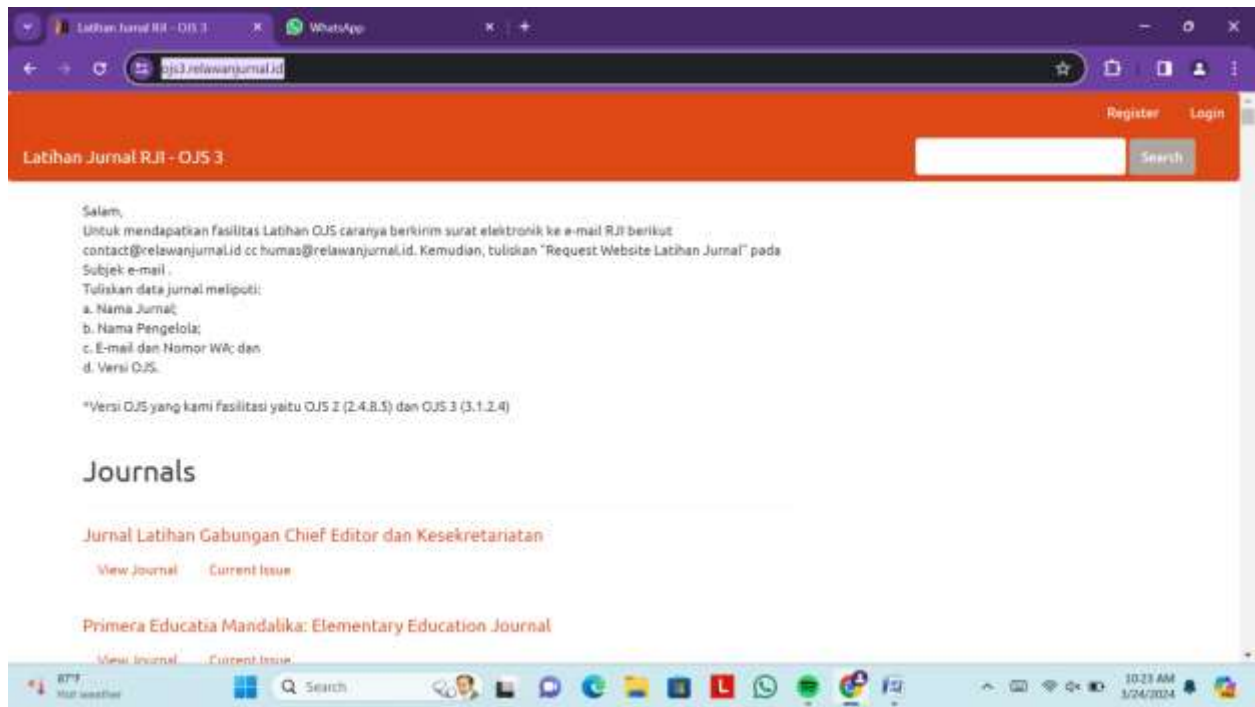 Latihan Jurnal RJI - OJS 3
WhatsApp
ojs3.relawanjurnal.id
Register Login
Latihan Jurnal RJI - OJS 3
Search
Salam,
Untuk mendapatkan fasilitas Latihan OJS caranya berkirim surat elektronik ke e-mail RJI berikut
contact@relawanjurnal.id cc humas@relawanjurnal.id. Kemudian, tuliskan "Request Website Latihan Jurnal" pada
Subjek e-mail .
Tuliskan data jurnal meliputi:
a. Nama Jurnal;
b. Nama Pengelola;
c. E-mail dan Nomor WA; dan
d. Versi OJS.
*Versi OJS yang kami fasilitasi yaitu OJS 2 (2.4.8.5) dan OJS 3 (3.1.2.4)
Journals
Jurnal Latihan Gabungan Chief Editor dan Kesekretariatan
View Journal Current Issue
Primera Educatia Mandalika: Elementary Education Journal
View Journal Current Issue
87°F
Hot weather
Search
10:23 AM
3/24/2024